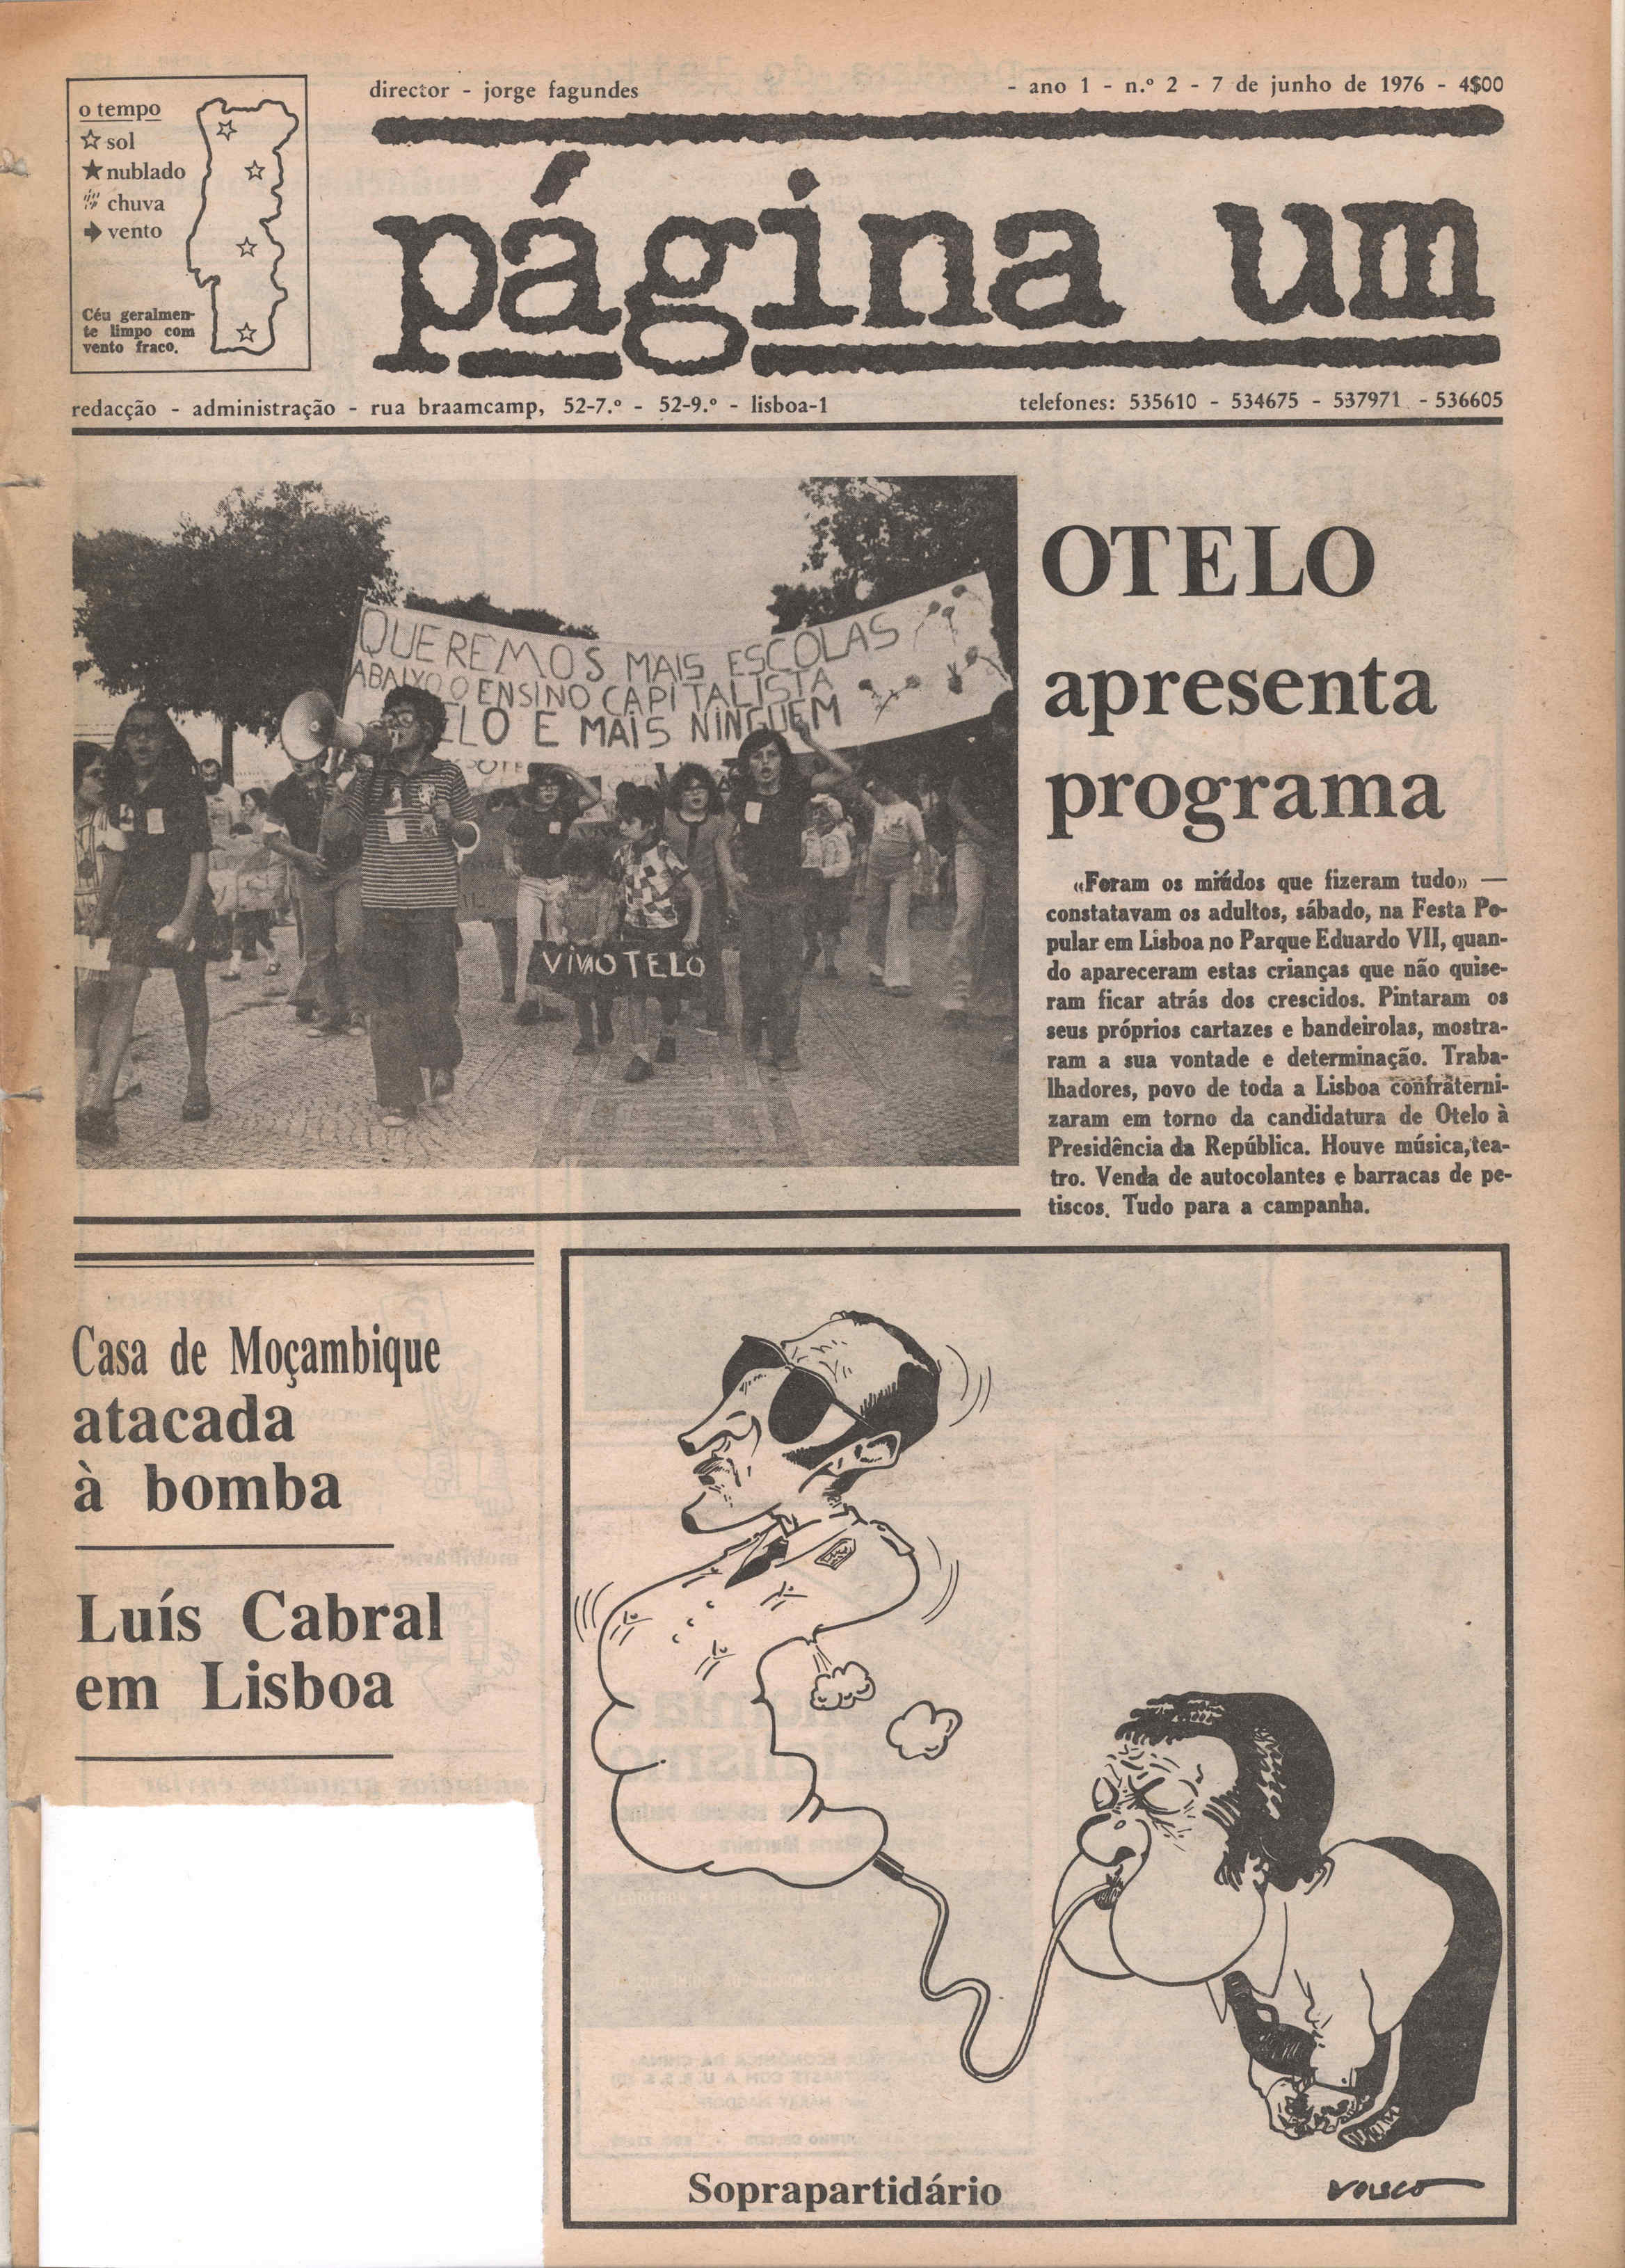 o tempo
sol
nublado
chuva
vento
Céu geralmen-
te limpo com
vento fraco.
director - jorge fagundes
- ano 1 - n.º 2 - 7 de junho de 1976 - 4$00
página um
redacção - administração - rua braamcamp, 52-7.º - 52-9.º - lisboa-1
telefones: 535610 - 534675 - 537971 - 536605
QUEREMOS MAIS ESCOLAS
ABAIXO O ENSINO CAPITALISTA
ELO E MAIS NINGUEM
VIVÓ OTELO
OTELO
apresenta
programa
«Foram os miúdos que fizeram tudo» —
constatavam os adultos, sábado, na Festa Po-
pular em Lisboa no Parque Eduardo VII, quan-
do apareceram estas crianças que não quise-
ram ficar atrás dos crescidos. Pintaram os
seus próprios cartazes e bandeirolas, mostra-
ram a sua vontade e determinação. Traba-
lhadores, povo de toda a Lisboa confraterni-
zaram em torno da candidatura de Otelo à
Presidência da República. Houve música, tea-
tro. Venda de autocolantes e barracas de pe-
tiscos. Tudo para a campanha.
Casa de Moçambique
atacada
à bomba
Luís Cabral
em Lisboa
Soprapartidário
VASCO